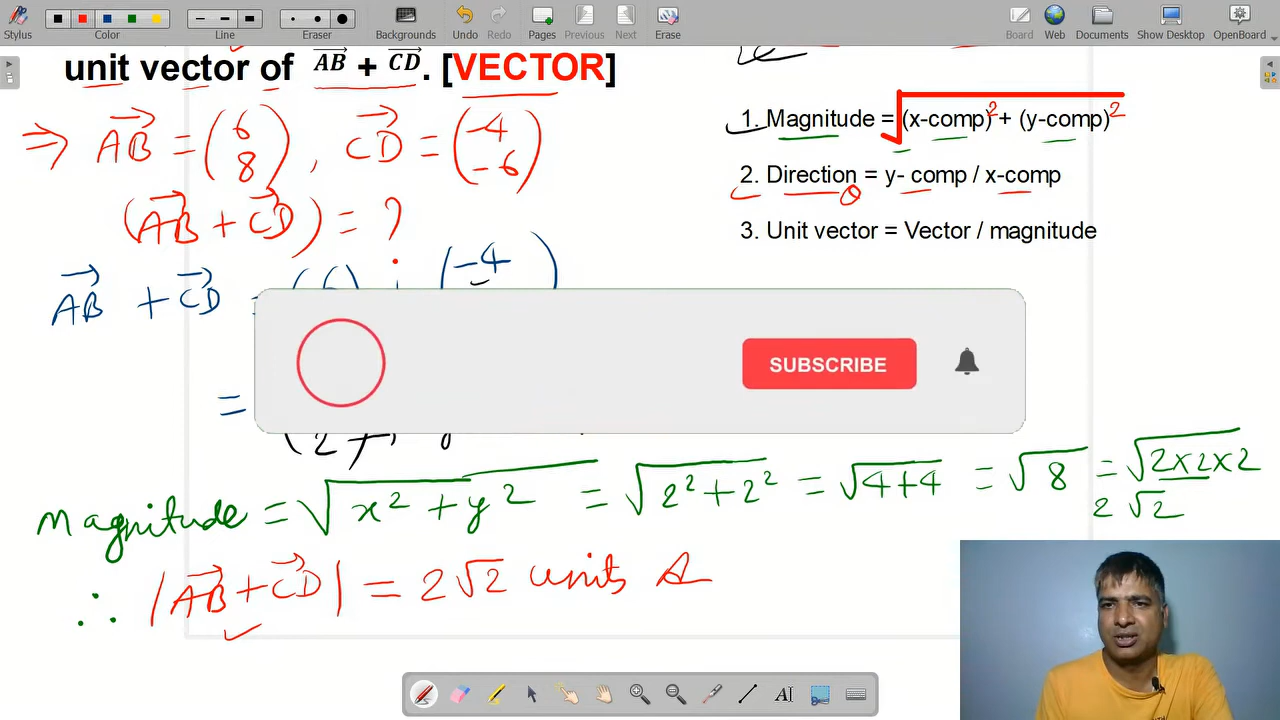 Stylus Color Line Eraser Backgrounds Undo Redo Pages Previous Next Erase Board Web Documents Show Desktop OpenBoard
unit vector of AB + CD. [VECTOR]
⇒ AB = (6 8), CD = (-4 -6)
(AB + CD) = ?
AB + CD = (6
(-4
=
2
1. Magnitude = √(x-comp)² + (y-comp)²
2. Direction = y- comp / x-comp
θ
3. Unit vector = Vector / magnitude
SUBSCRIBE
Magnitude = √x² + y² = √2² + 2² = √4+4 = √8 = √2×2×2
2√2
∴ |AB + CD| = 2√2 units